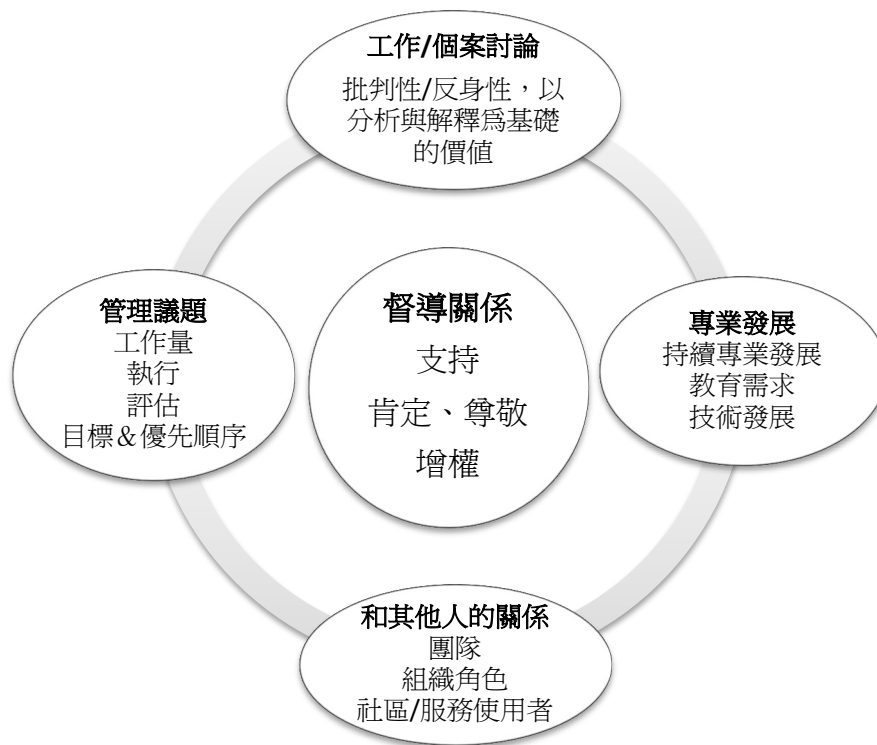 工作/個案討論
批判性/反身性，以
分析與解釋爲基礎
的價值
管理議題
工作量
執行
評估
目標＆優先順序
督導關係
支持
肯定、尊敬
增權
專業發展
持續專業發展
教育需求
技術發展
和其他人的關係
團隊
組織角色
社區/服務使用者